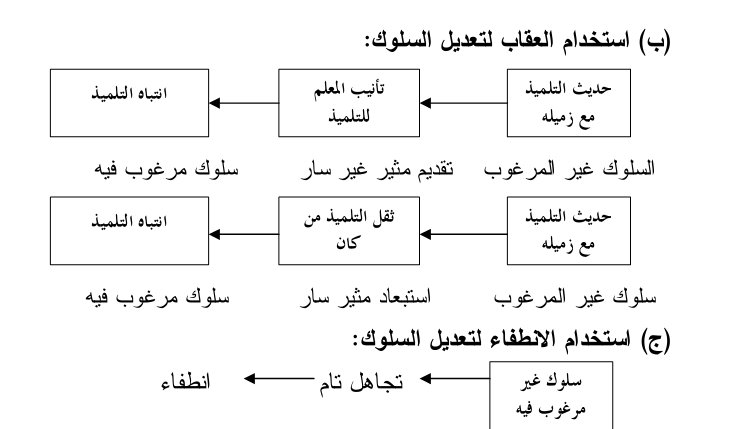 (ب) استخدام العقاب لتعديل السلوك:
حديث التلميذ
مع زميله
تأنيب المعلم
للتلميذ
انتباه التلميذ
السلوك غير المرغوب تقديم مثير غير سار سلوك مرغوب فيه
حديث التلميذ
مع زميله
ثقل التلميذ من
كان
انتباه التلميذ
سلوك غير المرغوب استبعاد مثير سار سلوك مرغوب فيه
(ج) استخدام الانطفاء لتعديل السلوك:
سلوك غير
مرغوب فيه
تجاهل تام
انطفاء